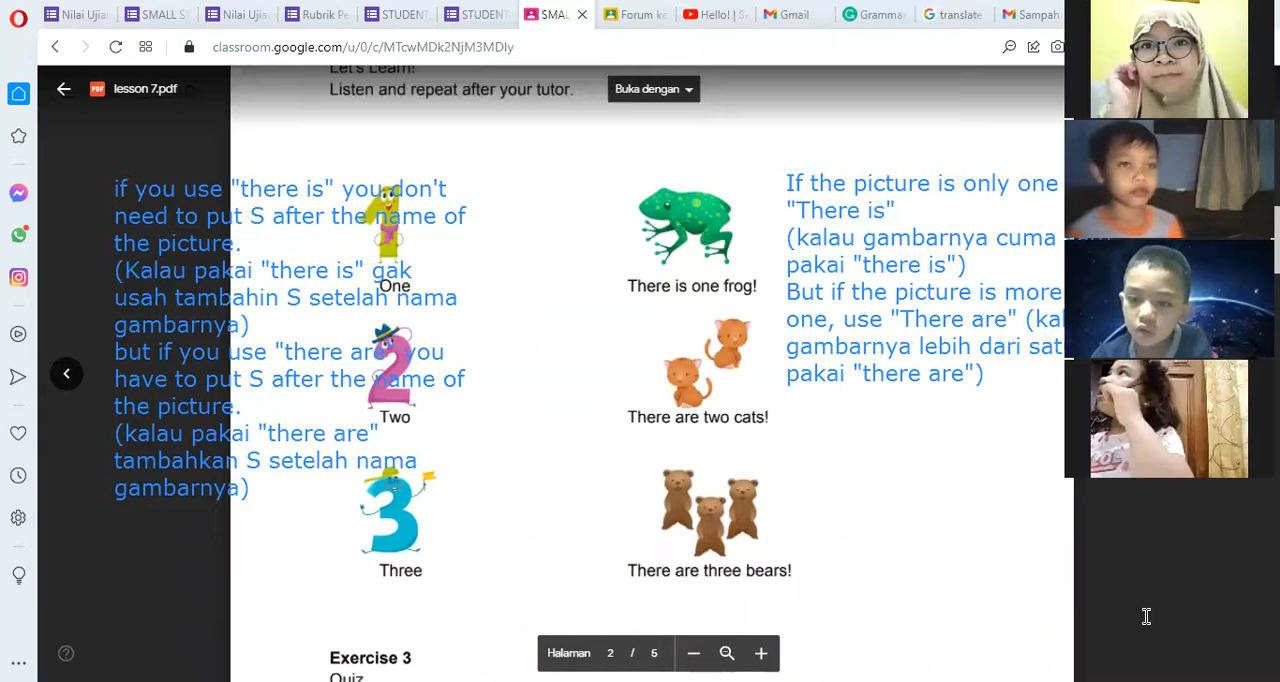 Nilai Ujia
SMALL S
Nilai Ujia
Rubrik Pe
STUDENT
STUDENT
SMAL
Forum ke
Hello! | S
Gmail
Gramma
translate
Sampah
classroom.google.com/u/0/c/MTcwMDk2NjM3MDIy
lesson 7.pdf
Let's Learn!
Listen and repeat after your tutor.
Buka dengan
if you use "there is" you don't
need to put S after the name of
the picture.
(Kalau pakai "there is" gak
usah tambahin S setelah nama
gambarnya)
but if you use "there are" you
have to put S after the name of
the picture.
(kalau pakai "there are"
tambahkan S setelah nama
gambarnya)
1
One
2
Two
3
Three
There is one frog!
There are two cats!
There are three bears!
If the picture is only one
"There is"
(kalau gambarnya cuma
pakai "there is")
But if the picture is more
one, use "There are" (kal
gambarnya lebih dari sat
pakai "there are")
Exercise 3
Quiz
Halaman 2 / 5